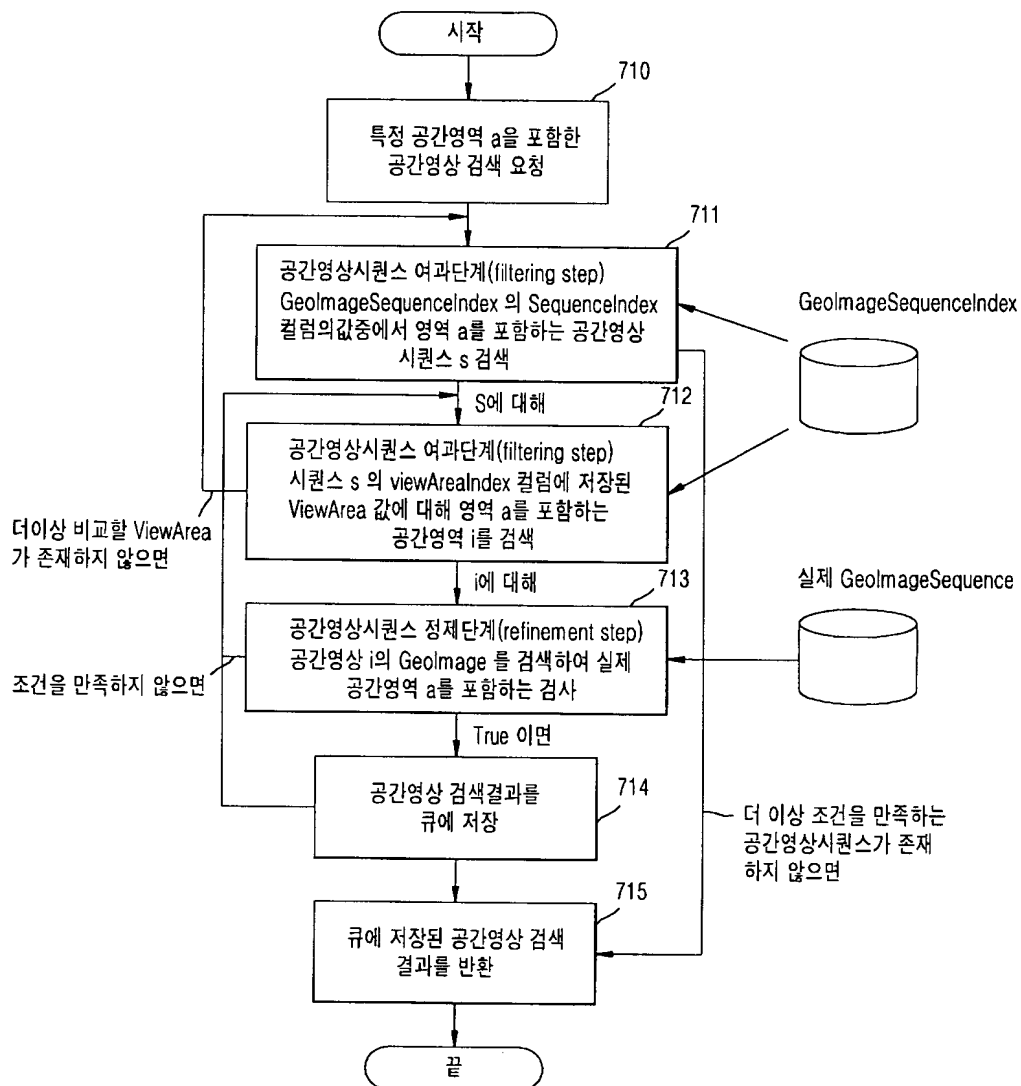 시작
710
특정 공간영역 a을 포함한
공간영상 검색 요청
711
공간영상시퀀스 여과단계(filtering step)
GeoImageSequenceIndex 의 SequenceIndex
컬럼의값중에서 영역 a를 포함하는 공간영상
시퀀스 s 검색
GeoImageSequenceIndex
S에 대해
712
공간영상시퀀스 여과단계(filtering step)
시퀀스 s 의 viewAreaIndex 컬럼에 저장된
ViewArea 값에 대해 영역 a를 포함하는
공간영역 i를 검색
더이상 비교할 ViewArea
가 존재하지 않으면
i에 대해
713
실제 GeoImageSequence
공간영상시퀀스 정제단계(refinement step)
공간영상 i의 GeoImage 를 검색하여 실제
공간영역 a를 포함하는 검사
조건을 만족하지 않으면
True 이면
공간영상 검색결과를
큐에 저장
714
더 이상 조건을 만족하는
공간영상시퀀스가 존재
하지 않으면
715
큐에 저장된 공간영상 검색
결과를 반환
끝